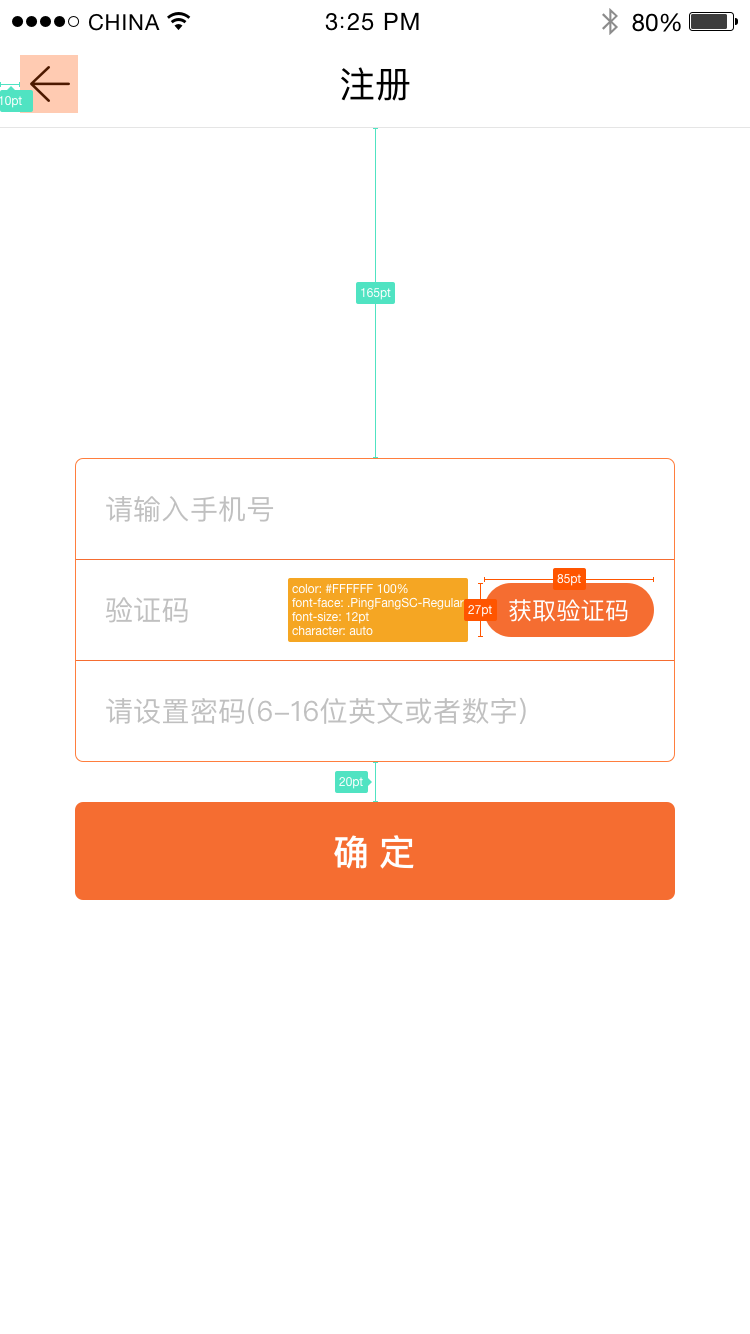 CHINA
3:25 PM
80%
10pt
注册
165pt
请输入手机号
验证码
color: #FFFFFF 100%
font-face: .PingFangSC-Regular
font-size: 12pt
character: auto
85pt
27pt
获取验证码
请设置密码(6-16位英文或者数字)
20pt
确 定